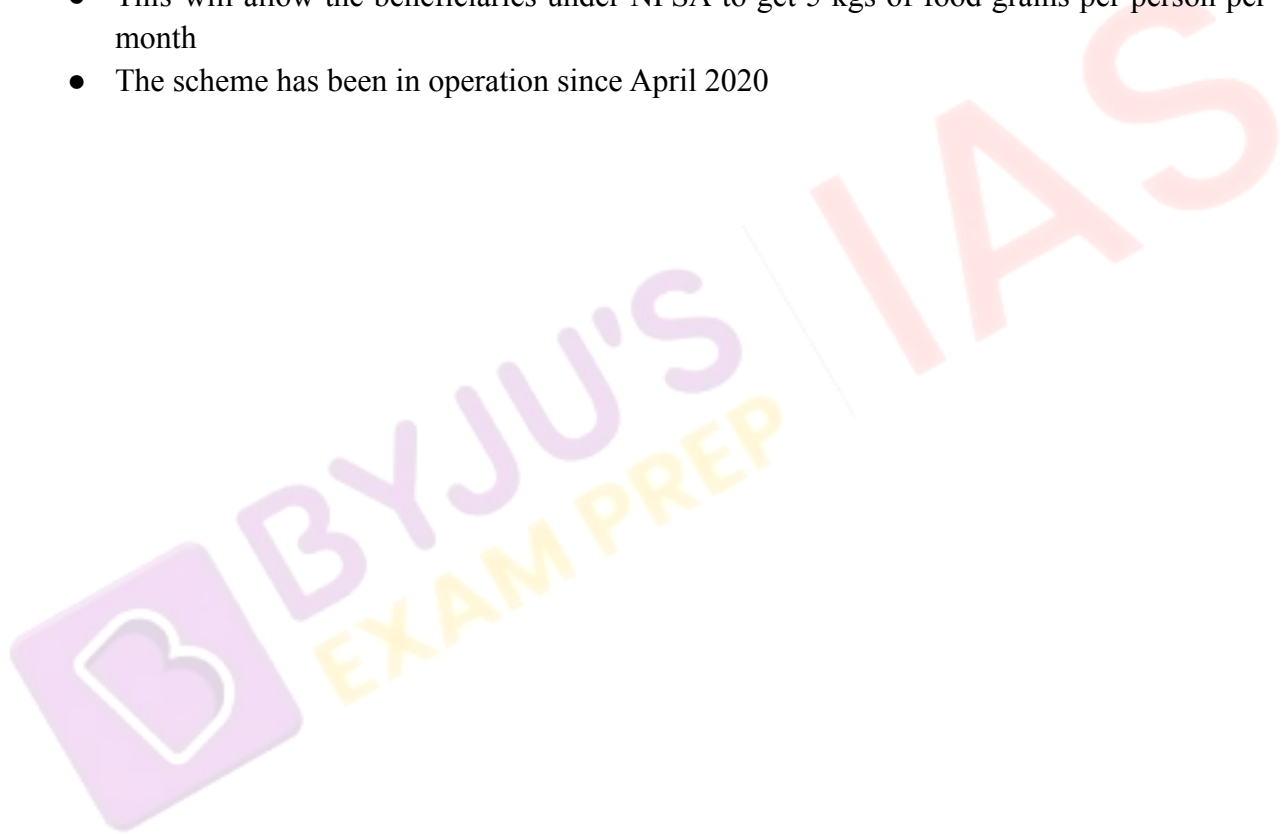 ● This will allow the beneficiaries under NFSA to get 5 kgs of food grains per person per
month
● The scheme has been in operation since April 2020
IAS
BYJU'S
EXAM PREP
B